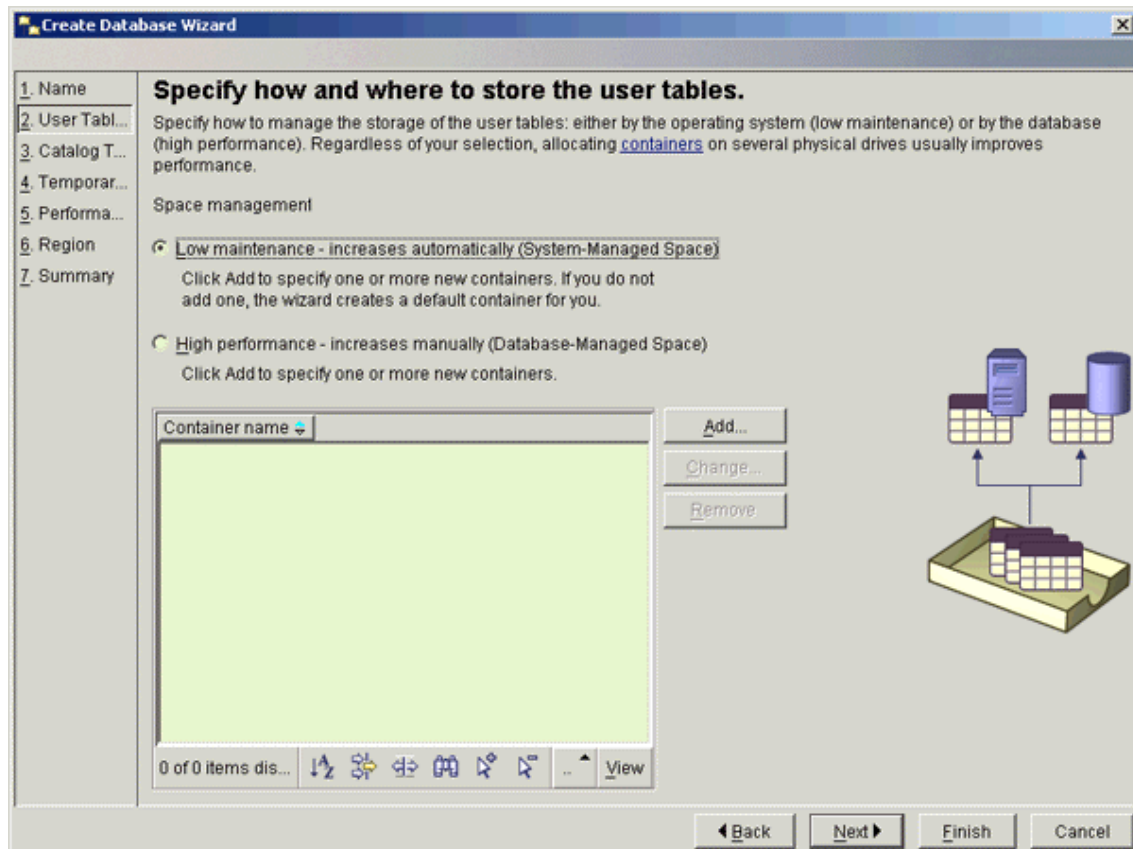 Create Database Wizard
1. Name
2. User Tabl...
3. Catalog T...
4. Temporar...
5. Performa...
6. Region
7. Summary
Specify how and where to store the user tables.
Specify how to manage the storage of the user tables: either by the operating system (low maintenance) or by the database
(high performance). Regardless of your selection, allocating containers on several physical drives usually improves
performance.
Space management
Low maintenance - increases automatically (System-Managed Space)
Click Add to specify one or more new containers. If you do not
add one, the wizard creates a default container for you.
High performance - increases manually (Database-Managed Space)
Click Add to specify one or more new containers.
Container name
Add...
Change...
Remove
0 of 0 items dis...
..
View
Back
Next
Finish
Cancel